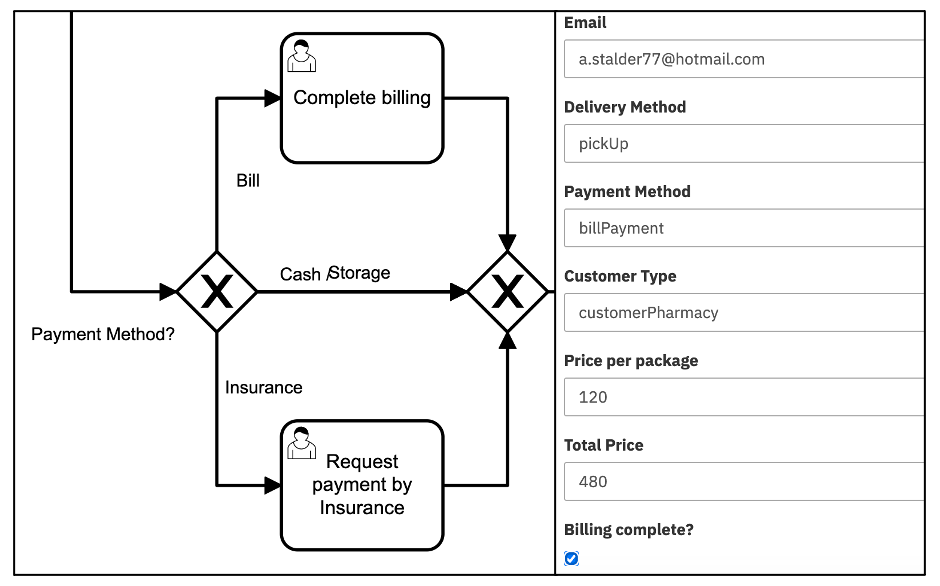 Complete billing
Bill
Cash /Storage
Payment Method?
Insurance
Request
payment by
Insurance
Email
a.stalder77@hotmail.com
Delivery Method
pickUp
Payment Method
billPayment
Customer Type
customerPharmacy
Price per package
120
Total Price
480
Billing complete?